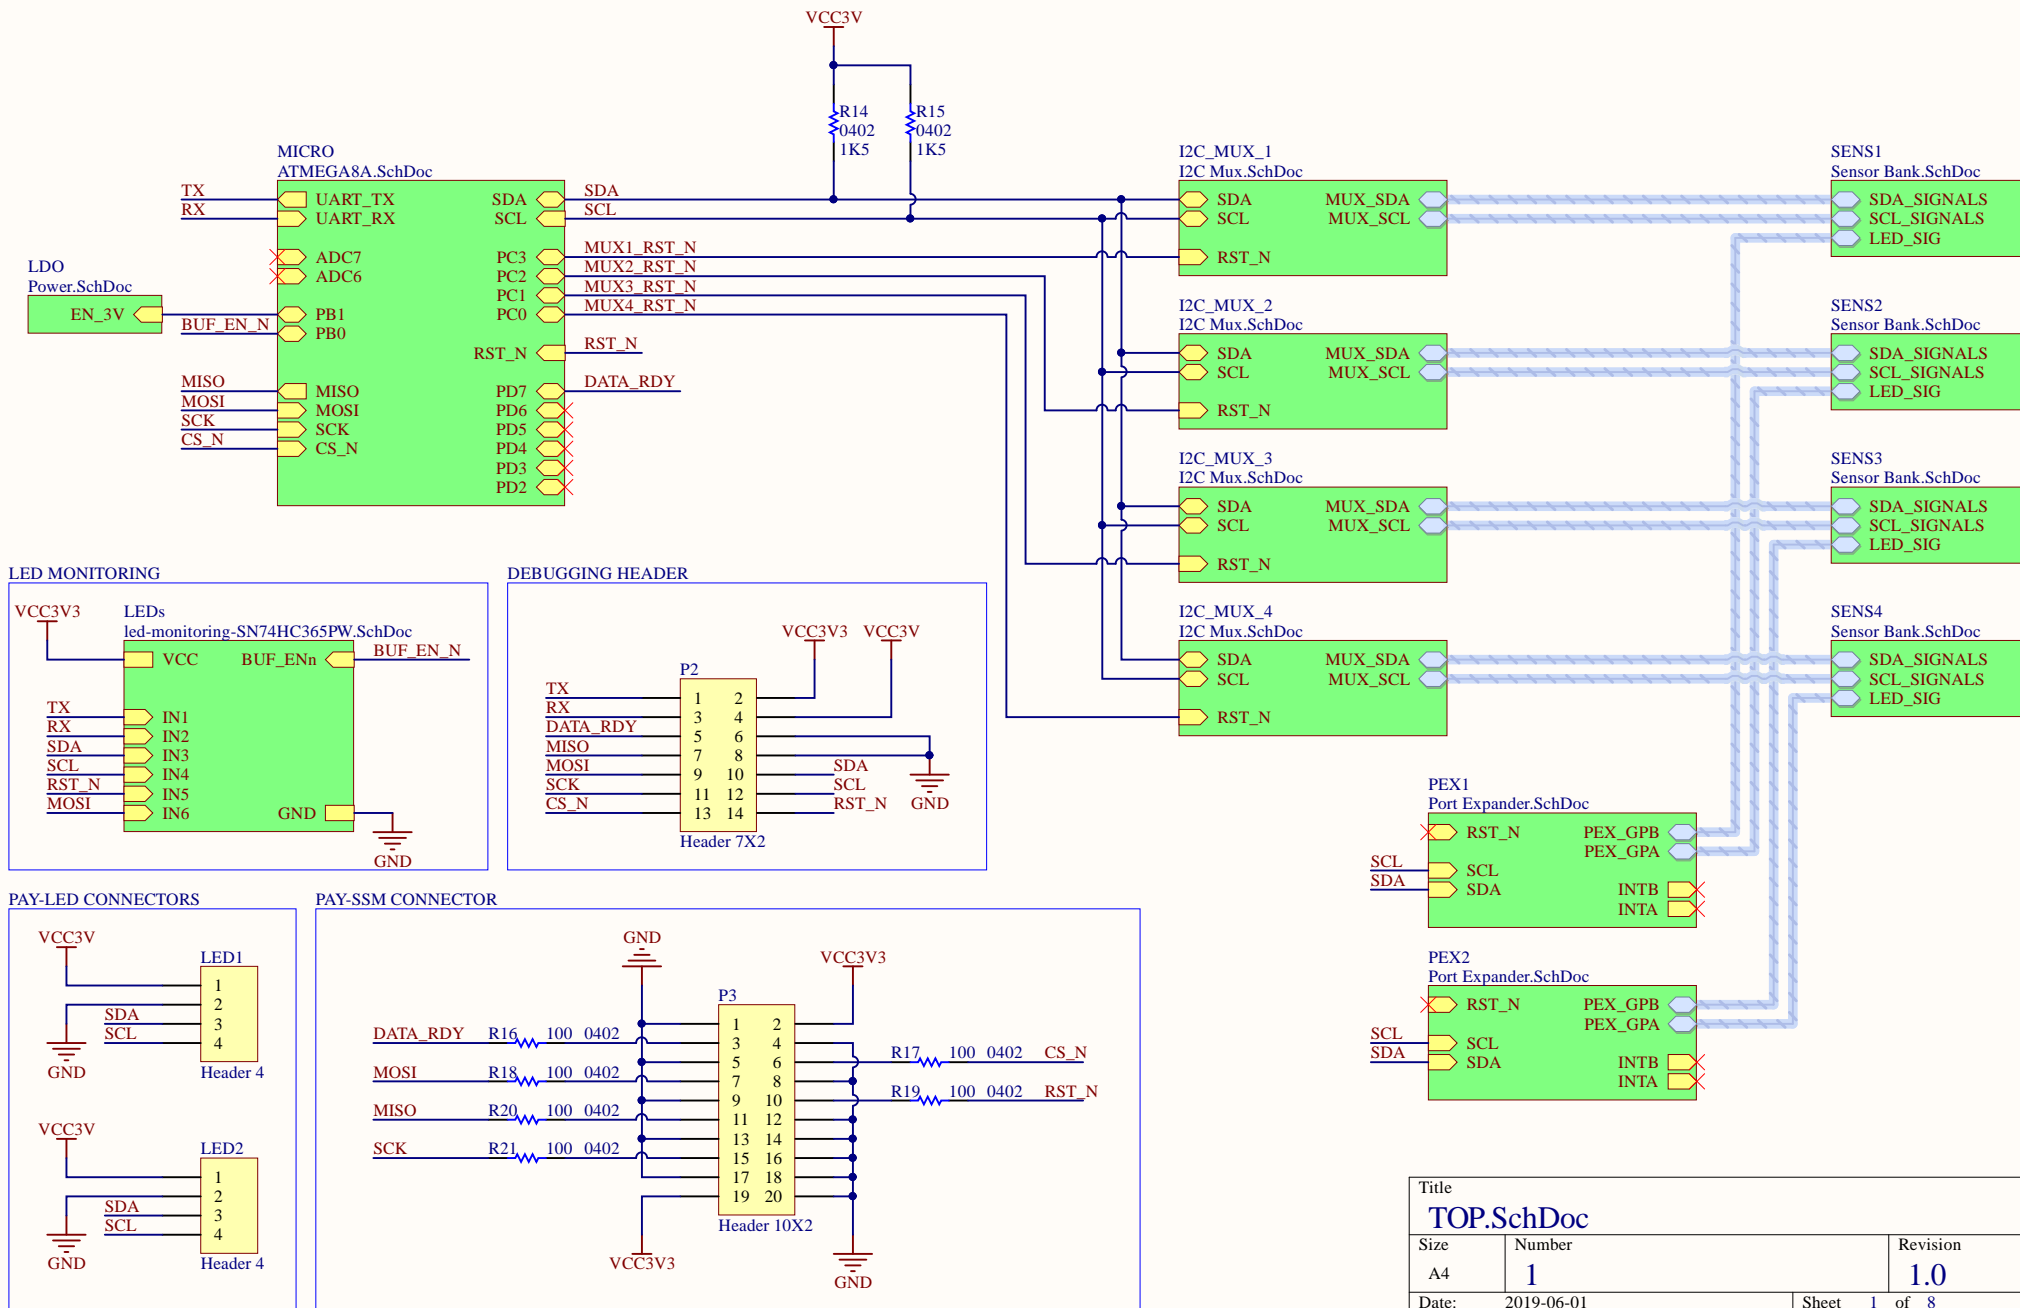 VCC3V
R14
0402
1K5
R15
0402
1K5
MICRO
ATMEGA8A.SchDoc
TX
RX
UART_TX
UART_RX
ADC7
ADC6
PB1
PB0
MISO
MOSI
SCK
CS_N
SDA
SCL
PC3
PC2
PC1
PC0
RST_N
PD7
PD6
PD5
PD4
PD3
PD2
SDA
SCL
MUX1_RST_N
MUX2_RST_N
MUX3_RST_N
MUX4_RST_N
RST_N
DATA_RDY
LDO
Power.SchDoc
EN_3V
BUF_EN_N
MISO
MOSI
SCK
CS_N
I2C_MUX_1
I2C Mux.SchDoc
SDA
SCL
RST_N
MUX_SDA
MUX_SCL
I2C_MUX_2
I2C Mux.SchDoc
SDA
SCL
RST_N
MUX_SDA
MUX_SCL
I2C_MUX_3
I2C Mux.SchDoc
SDA
SCL
RST_N
MUX_SDA
MUX_SCL
I2C_MUX_4
I2C Mux.SchDoc
SDA
SCL
RST_N
MUX_SDA
MUX_SCL
SENS1
Sensor Bank.SchDoc
SDA_SIGNALS
SCL_SIGNALS
LED_SIG
SENS2
Sensor Bank.SchDoc
SDA_SIGNALS
SCL_SIGNALS
LED_SIG
SENS3
Sensor Bank.SchDoc
SDA_SIGNALS
SCL_SIGNALS
LED_SIG
SENS4
Sensor Bank.SchDoc
SDA_SIGNALS
SCL_SIGNALS
LED_SIG
LED MONITORING
VCC3V3
LEDs
led-monitoring-SN74HC365PW.SchDoc
VCC
BUF_ENn
BUF_EN_N
TX
RX
SDA
SCL
RST_N
MOSI
IN1
IN2
IN3
IN4
IN5
IN6
GND
GND
DEBUGGING HEADER
VCC3V3
VCC3V
P2
TX
RX
DATA_RDY
MISO
MOSI
SCK
CS_N
1 2
3 4
5 6
7 8
9 10
11 12
13 14
SDA
SCL
RST_N
GND
Header 7X2
PEX1
Port Expander.SchDoc
RST_N
SCL
SDA
SCL
SDA
PEX_GPB
PEX_GPA
INTB
INTA
PEX2
Port Expander.SchDoc
RST_N
SCL
SDA
SCL
SDA
PEX_GPB
PEX_GPA
INTB
INTA
PAY-LED CONNECTORS
VCC3V
LED1
1
2
3
4
SDA
SCL
GND
Header 4
VCC3V
LED2
1
2
3
4
SDA
SCL
GND
Header 4
PAY-SSM CONNECTOR
GND
VCC3V3
P3
DATA_RDY R16 100 0402
MOSI R18 100 0402
MISO R20 100 0402
SCK R21 100 0402
1 2
3 4
5 6
7 8
9 10
11 12
13 14
15 16
17 18
19 20
R17 100 0402 CS_N
R19 100 0402 RST_N
Header 10X2
VCC3V3
GND
Title
TOP.SchDoc
Size
Number
Revision
A4
1
1.0
Date: 2019-06-01
Sheet 1 of 8